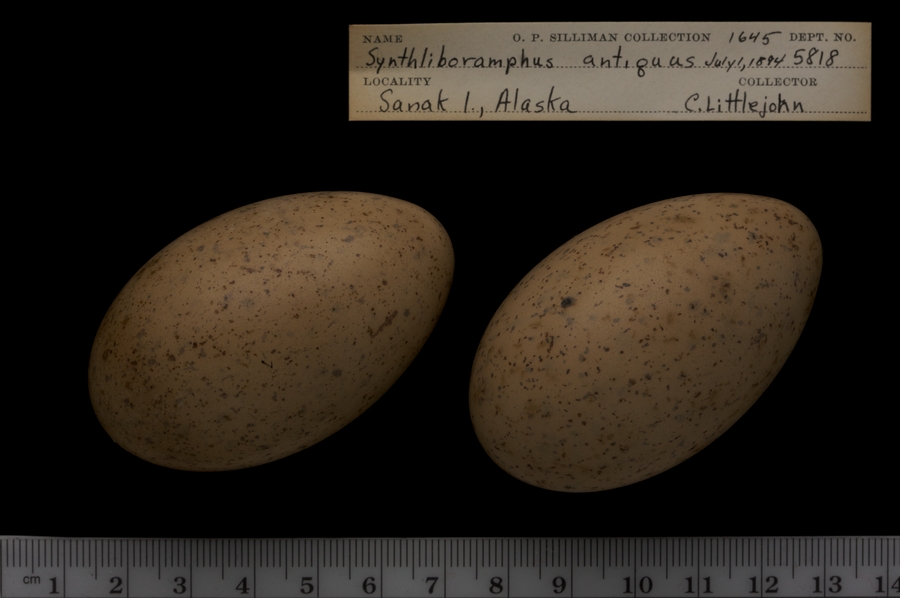 NAME O. P. SILLIMAN COLLECTION 1645 DEPT. NO.
Synthliboramphus antiquus July 1, 1894 5818
LOCALITY COLLECTOR
Sanak I., Alaska C. Littlejohn
cm 1 2 3 4 5 6 7 8 9 10 11 12 13 14